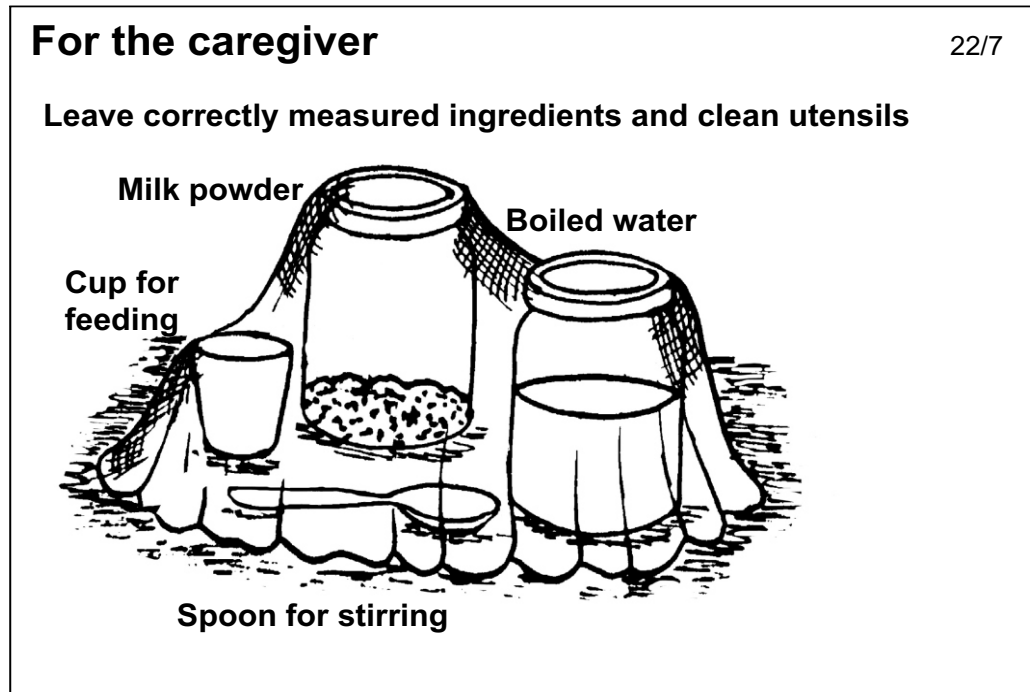 For the caregiver
22/7
Leave correctly measured ingredients and clean utensils
Milk powder
Boiled water
Cup for
feeding
Spoon for stirring